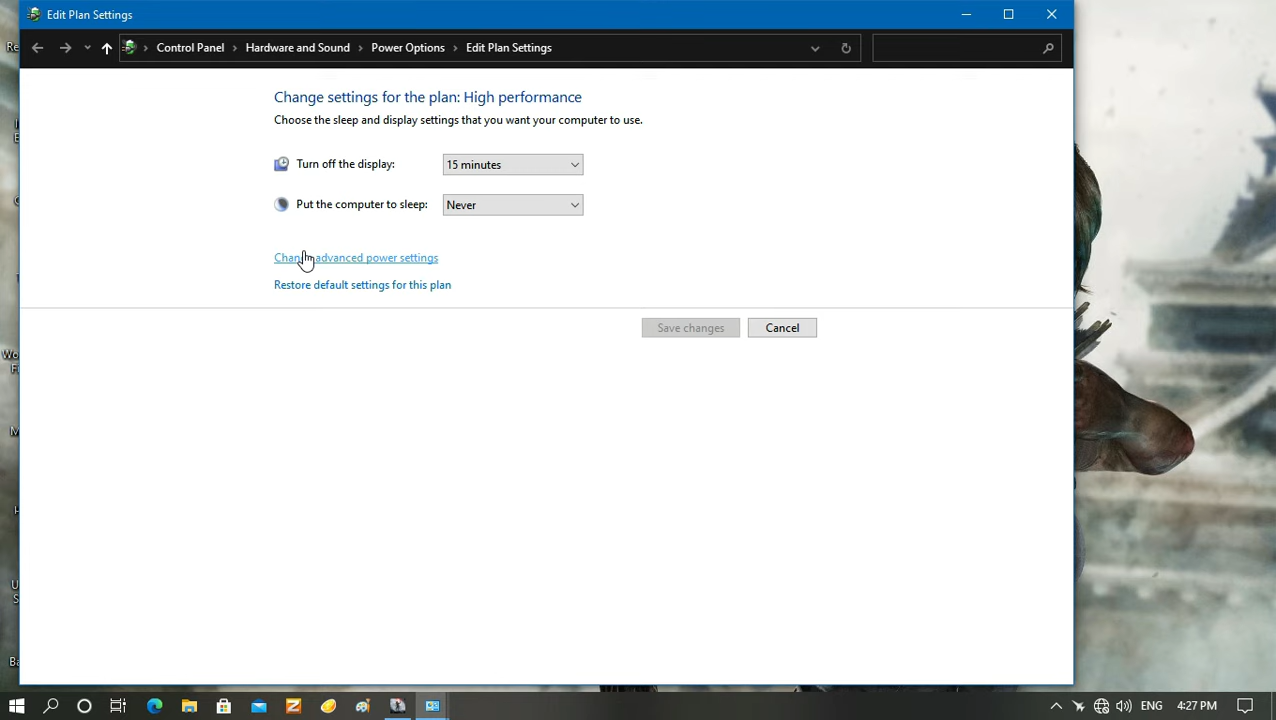 Edit Plan Settings
Control Panel > Hardware and Sound > Power Options > Edit Plan Settings
Change settings for the plan: High performance
Choose the sleep and display settings that you want your computer to use.
Turn off the display: 15 minutes
Put the computer to sleep: Never
advanced power settings
Restore default settings for this plan
Save changes Cancel
ENG 4:27 PM